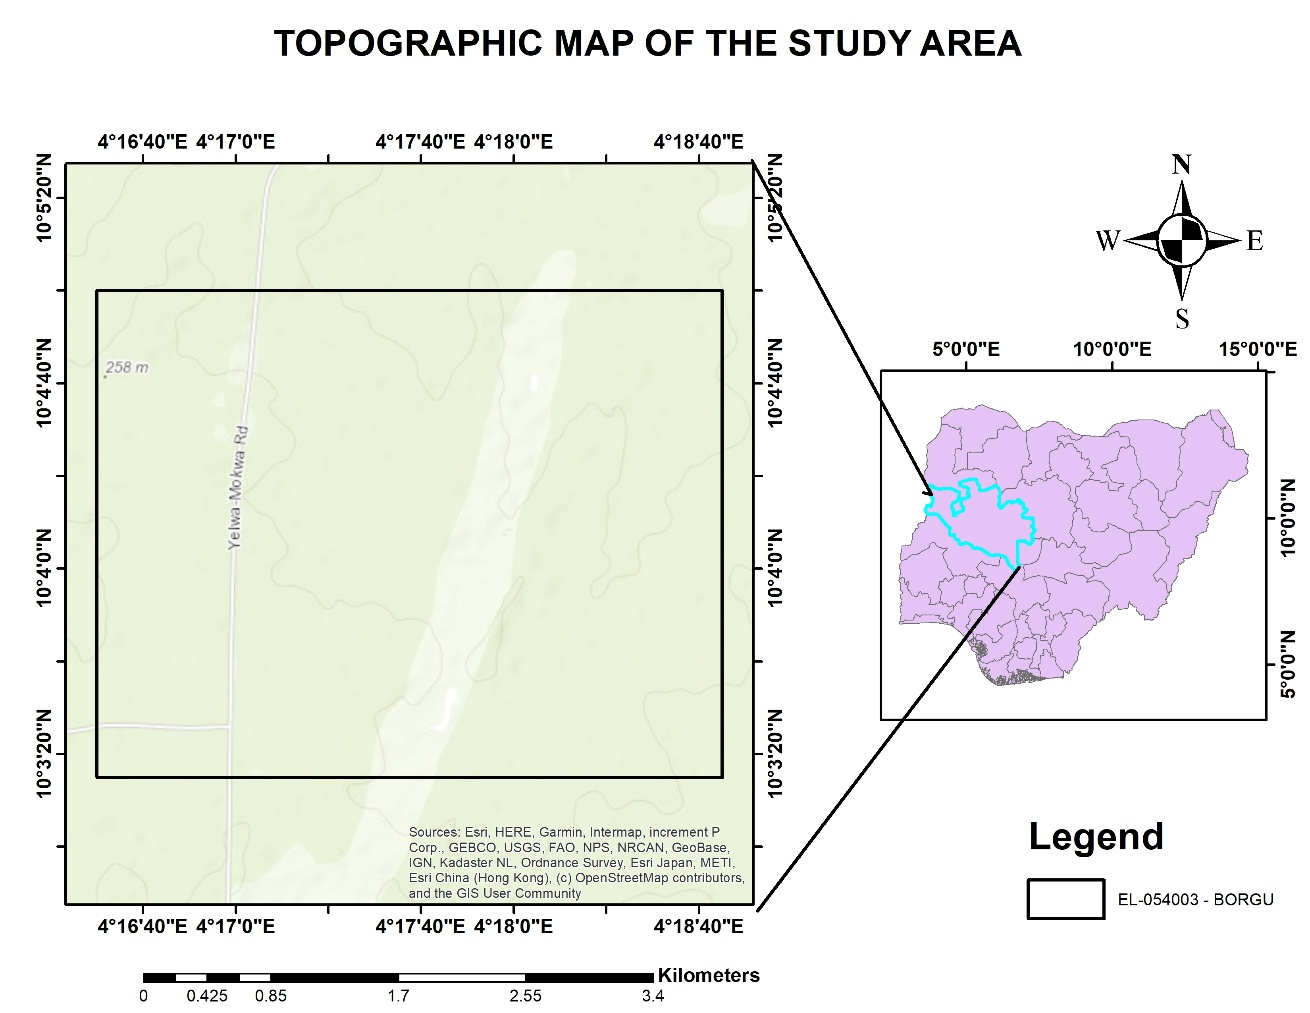 TOPOGRAPHIC MAP OF THE STUDY AREA
4°16'40"E 4°17'0"E 4°17'40"E 4°18'0"E 4°18'40"E
10°5'20"N
10°4'40"N
10°4'0"N
10°3'20"N
10°5'20"N
10°4'40"N
10°4'0"N
10°3'20"N
258 m
Yelwa-Mokwa Rd
Sources: Esri, HERE, Garmin, Intermap, increment P
Corp., GEBCO, USGS, FAO, NPS, NRCAN, GeoBase,
IGN, Kadaster NL, Ordnance Survey, Esri Japan, METI,
Esri China (Hong Kong), (c) OpenStreetMap contributors,
and the GIS User Community
4°16'40"E 4°17'0"E 4°17'40"E 4°18'0"E 4°18'40"E
Kilometers
0 0.425 0.85 1.7 2.55 3.4
N
W E
S
5°0'0"E 10°0'0"E 15°0'0"E
10°0'0"N
5°0'0"N
Legend
EL-054003 - BORGU